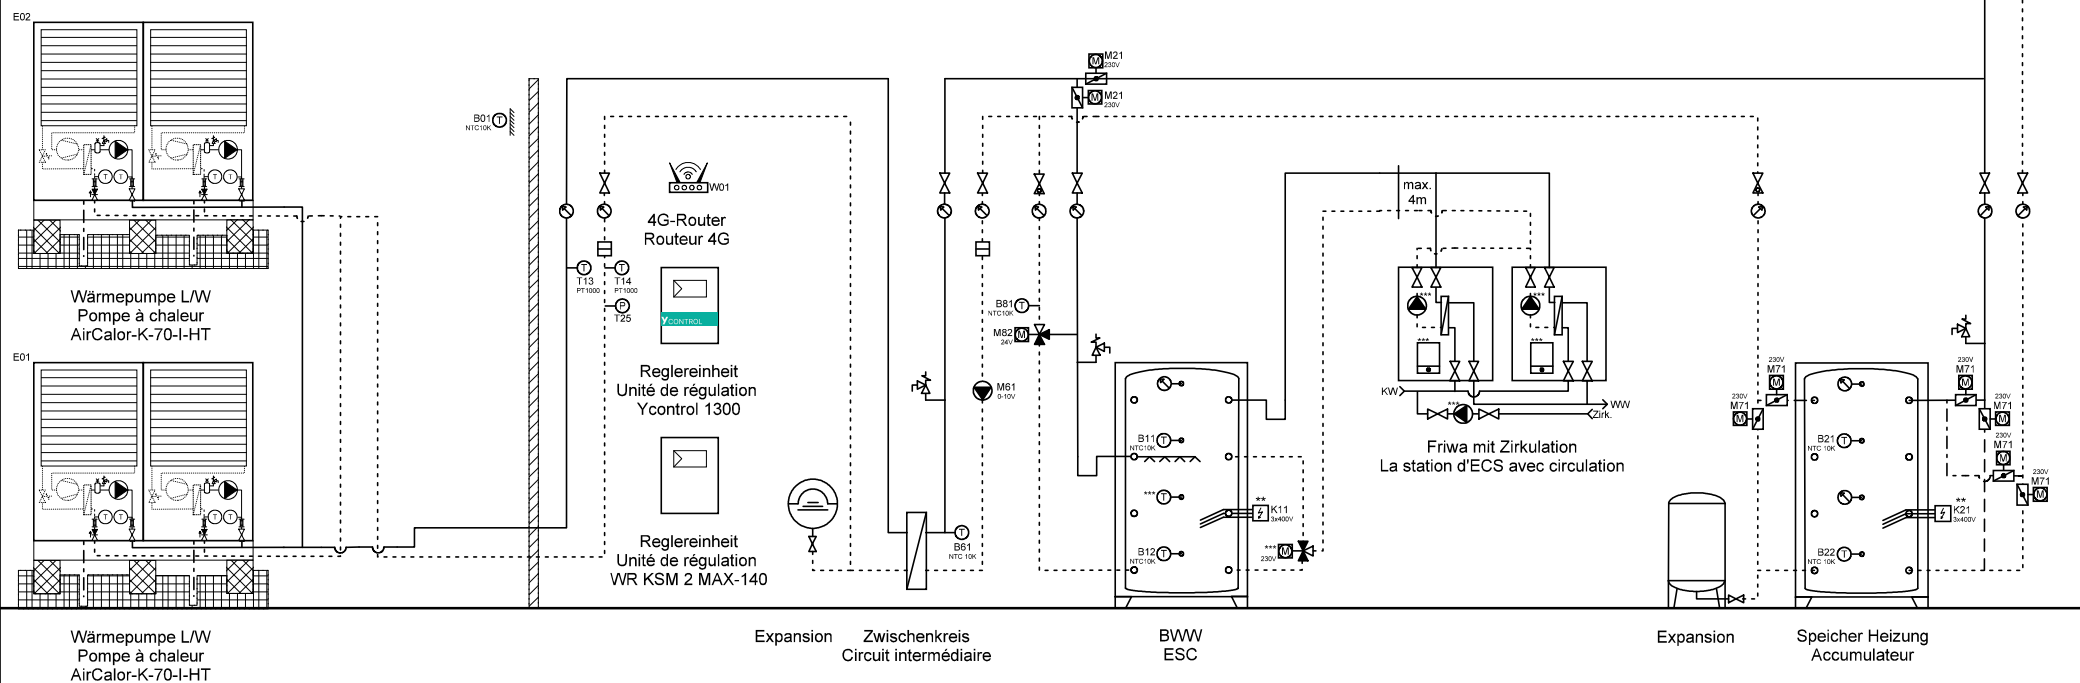 E02
Wärmepumpe L/W
Pompe à chaleur
AirCalor-K-70-I-HT
E01
Wärmepumpe L/W
Pompe à chaleur
AirCalor-K-70-I-HT
B01
T
NTC10K
W01
4G-Router
Routeur 4G
T
T13
PT1000
T
T14
PT1000
P
T25
YCONTROL
Reglereinheit
Unité de régulation
Ycontrol 1300
Reglereinheit
Unité de régulation
WR KSM 2 MAX-140
Expansion
Zwischenkreis
Circuit intermédiaire
T
B61
NTC 10K
M61
0-10V
M
M21
230V
M
M21
230V
B81
T
NTC10K
M82
M
24V
B11
T
NTC10K
***
T
B12
T
NTC10K
**
K11
3x400V
***
M
230V
BWW
ESC
max.
4m
***
***
***
***
KW
***
WW
Zirk.
Friwa mit Zirkulation
La station d'ECS avec circulation
Expansion
230V
M71
M
230V
M71
M
230V
M71
M
230V
M71
M
230V
M71
M
230V
M71
M
B21
T
NTC 10K
B22
T
NTC 10K
**
K21
3x400V
Speicher Heizung
Accumulateur